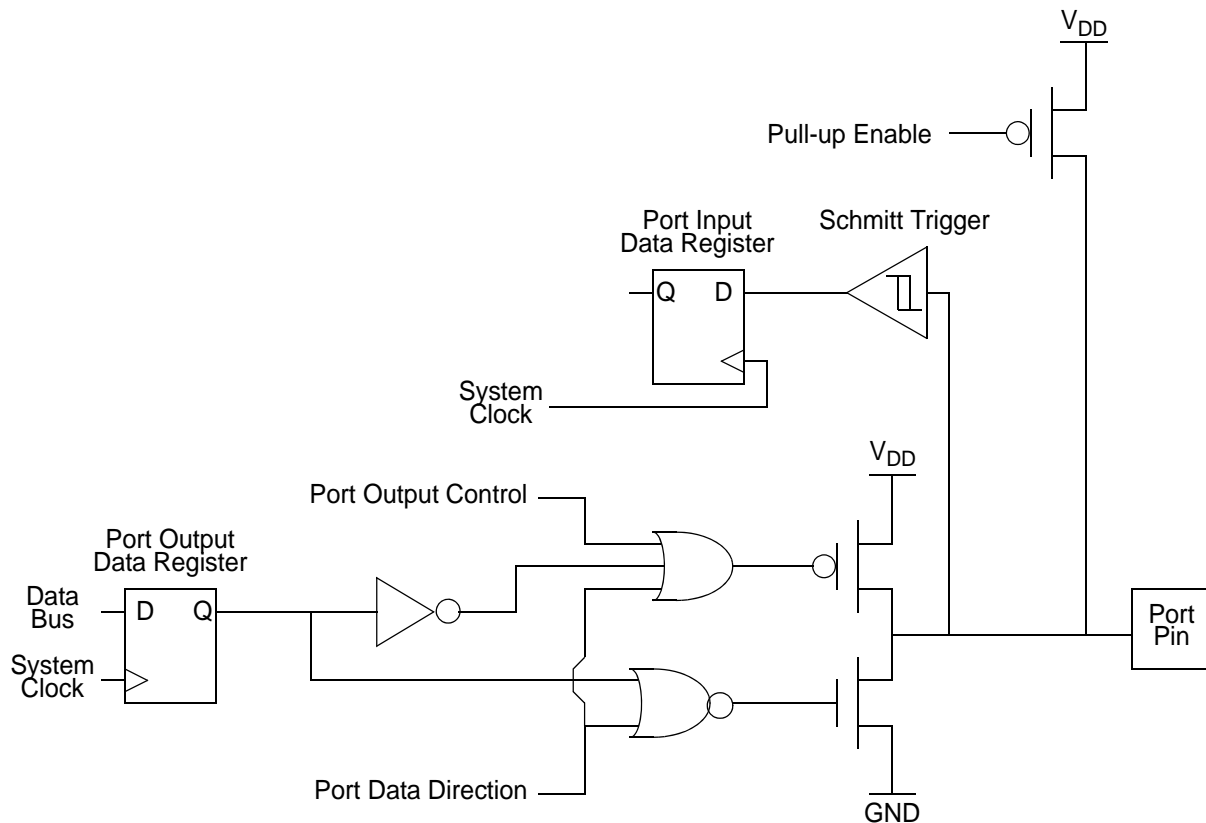 VDD
Pull-up Enable
Port Input
Data Register
Schmitt Trigger
Q D
System
Clock
VDD
Port Output Control
Port Output
Data Register
Data
Bus
D Q
System
Clock
Port
Pin
Port Data Direction
GND